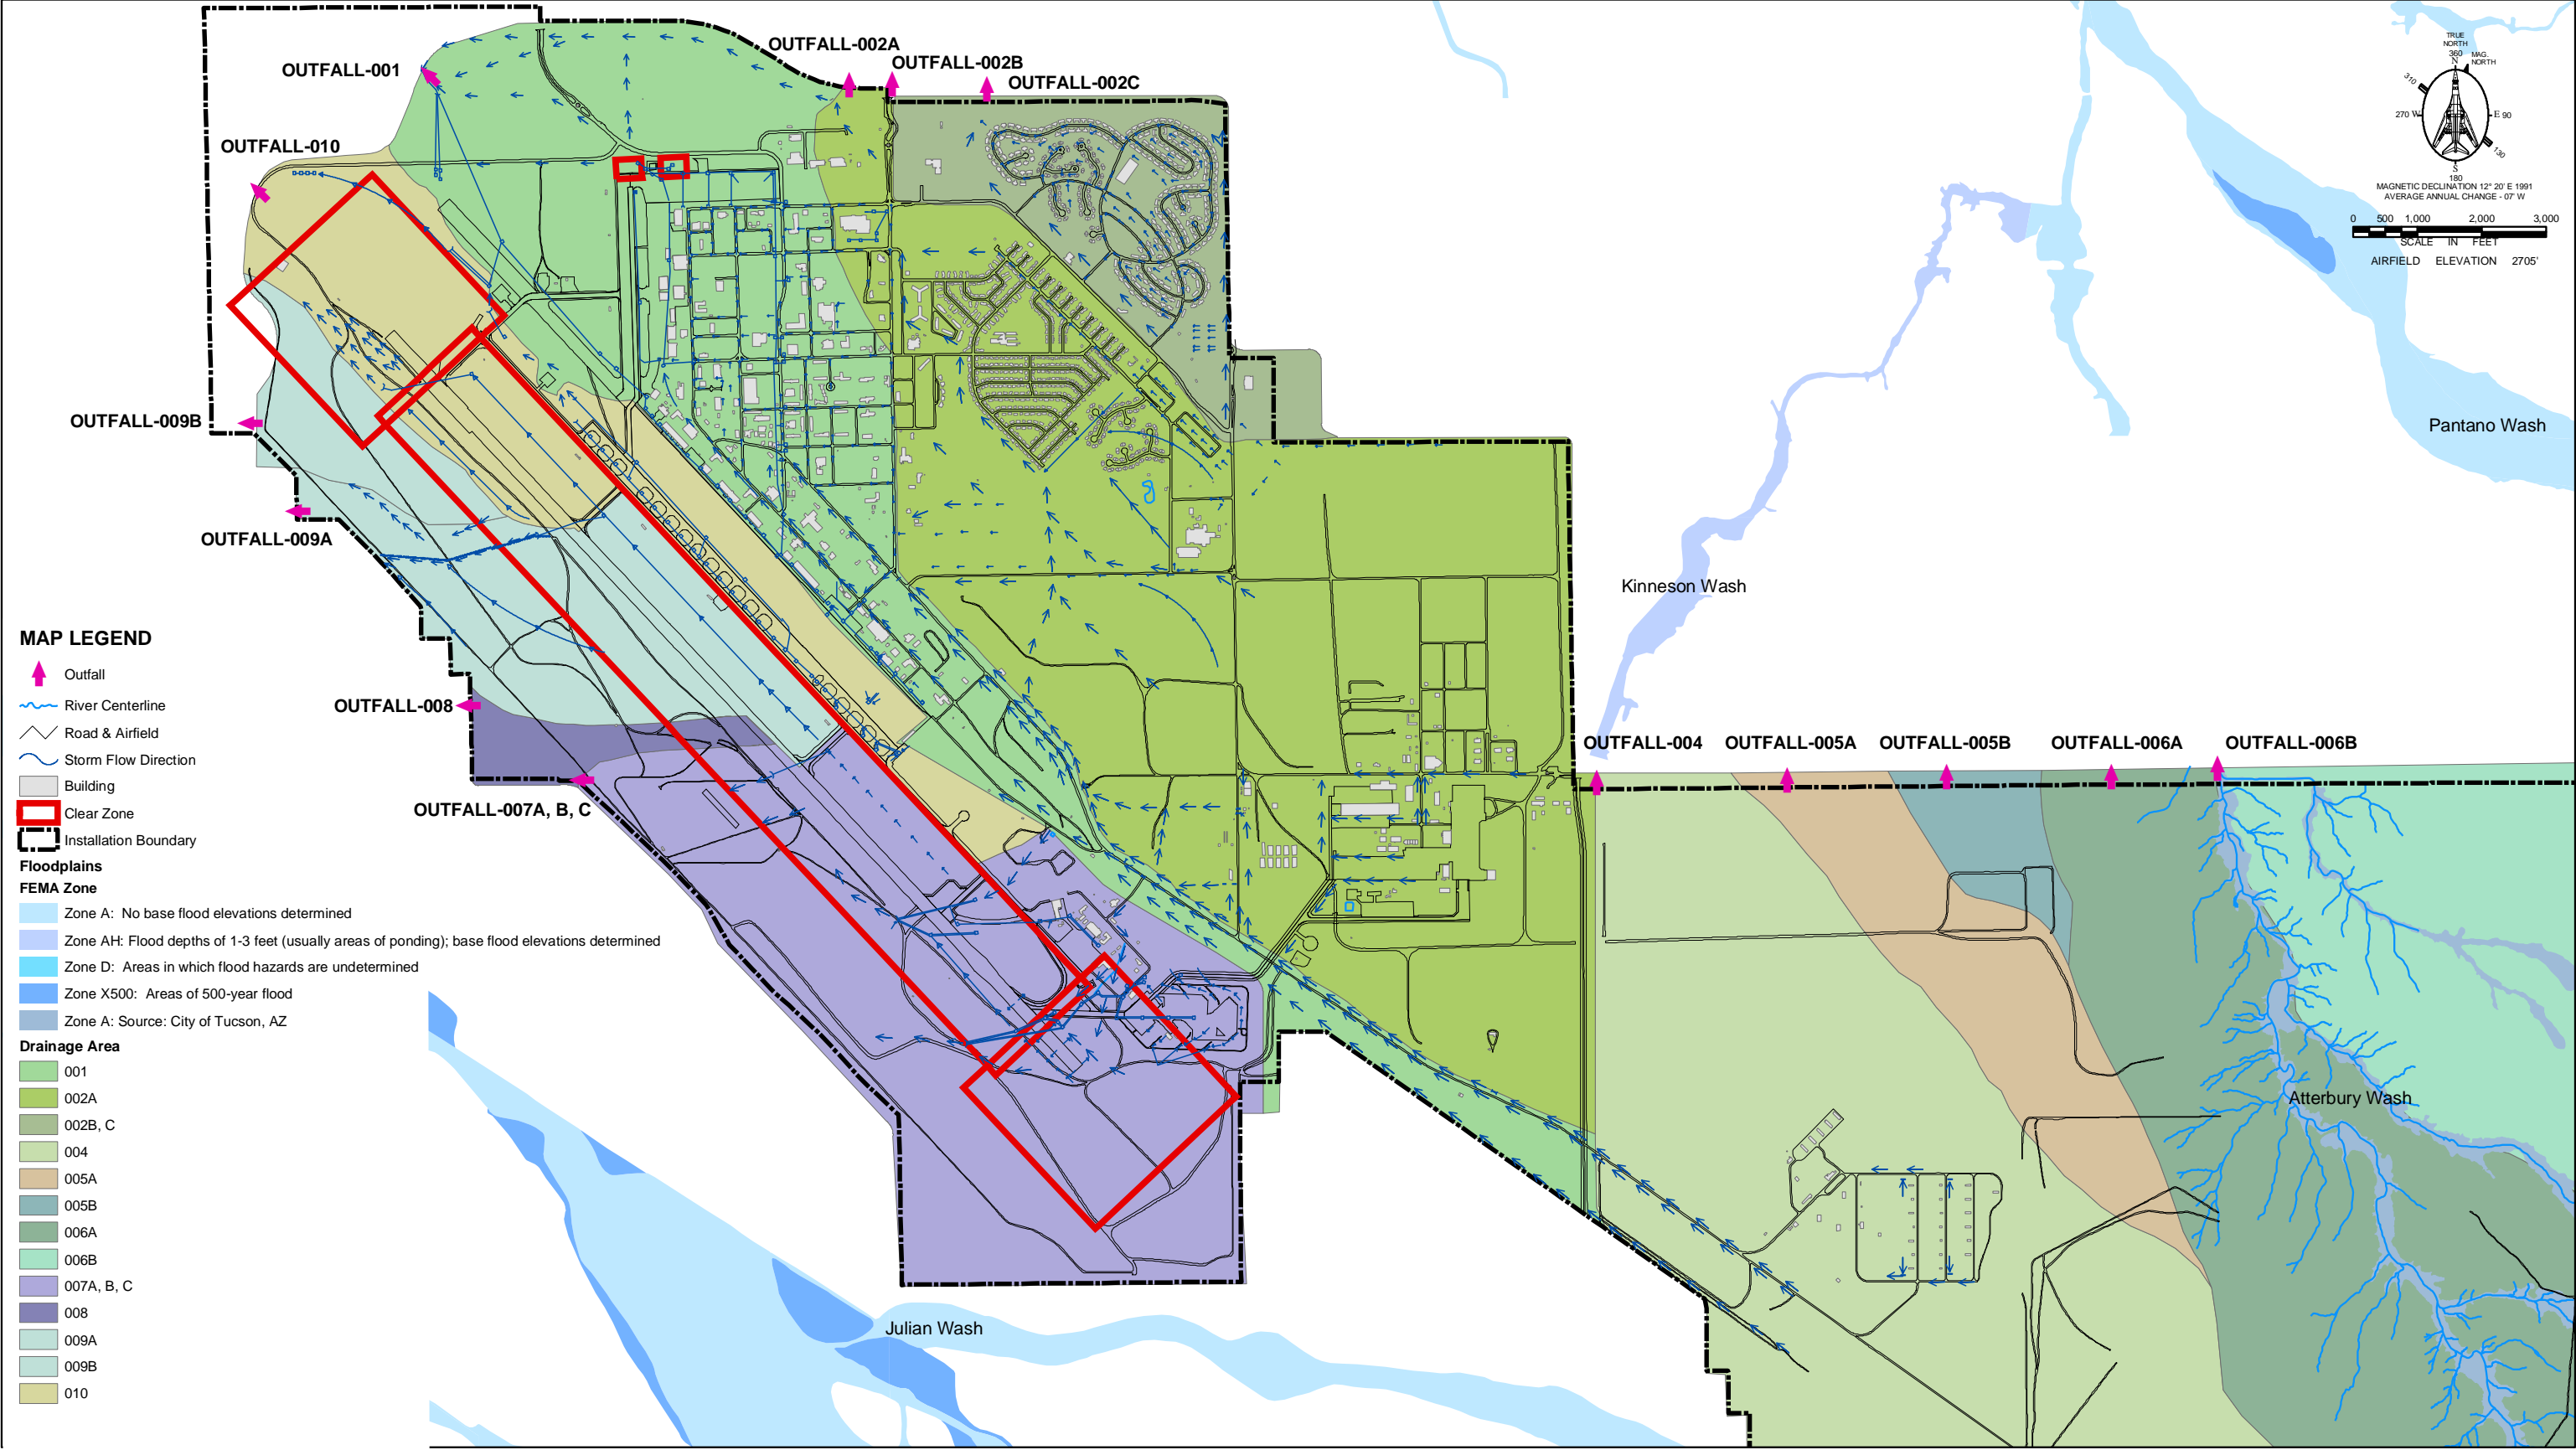 OUTFALL-002A
OUTFALL-002B
OUTFALL-002C
OUTFALL-001
OUTFALL-010
OUTFALL-009B
OUTFALL-009A
OUTFALL-008
OUTFALL-007A, B, C
OUTFALL-004
OUTFALL-005A
OUTFALL-005B
OUTFALL-006A
OUTFALL-006B
TRUE
NORTH
360
MAG.
NORTH
N
310
270 W
E 90
130
S
180
MAGNETIC DECLINATION 12° 20' E 1991
AVERAGE ANNUAL CHANGE - 07' W
0 500 1,000 2,000 3,000
SCALE IN FEET
AIRFIELD ELEVATION 2705'
Pantano Wash
Kinneson Wash
Atterbury Wash
Julian Wash
MAP LEGEND
Outfall
River Centerline
Road & Airfield
Storm Flow Direction
Building
Clear Zone
Installation Boundary
Floodplains
FEMA Zone
Zone A: No base flood elevations determined
Zone AH: Flood depths of 1-3 feet (usually areas of ponding); base flood elevations determined
Zone D: Areas in which flood hazards are undetermined
Zone X500: Areas of 500-year flood
Zone A: Source: City of Tucson, AZ
Drainage Area
001
002A
002B, C
004
005A
005B
006A
006B
007A, B, C
008
009A
009B
010